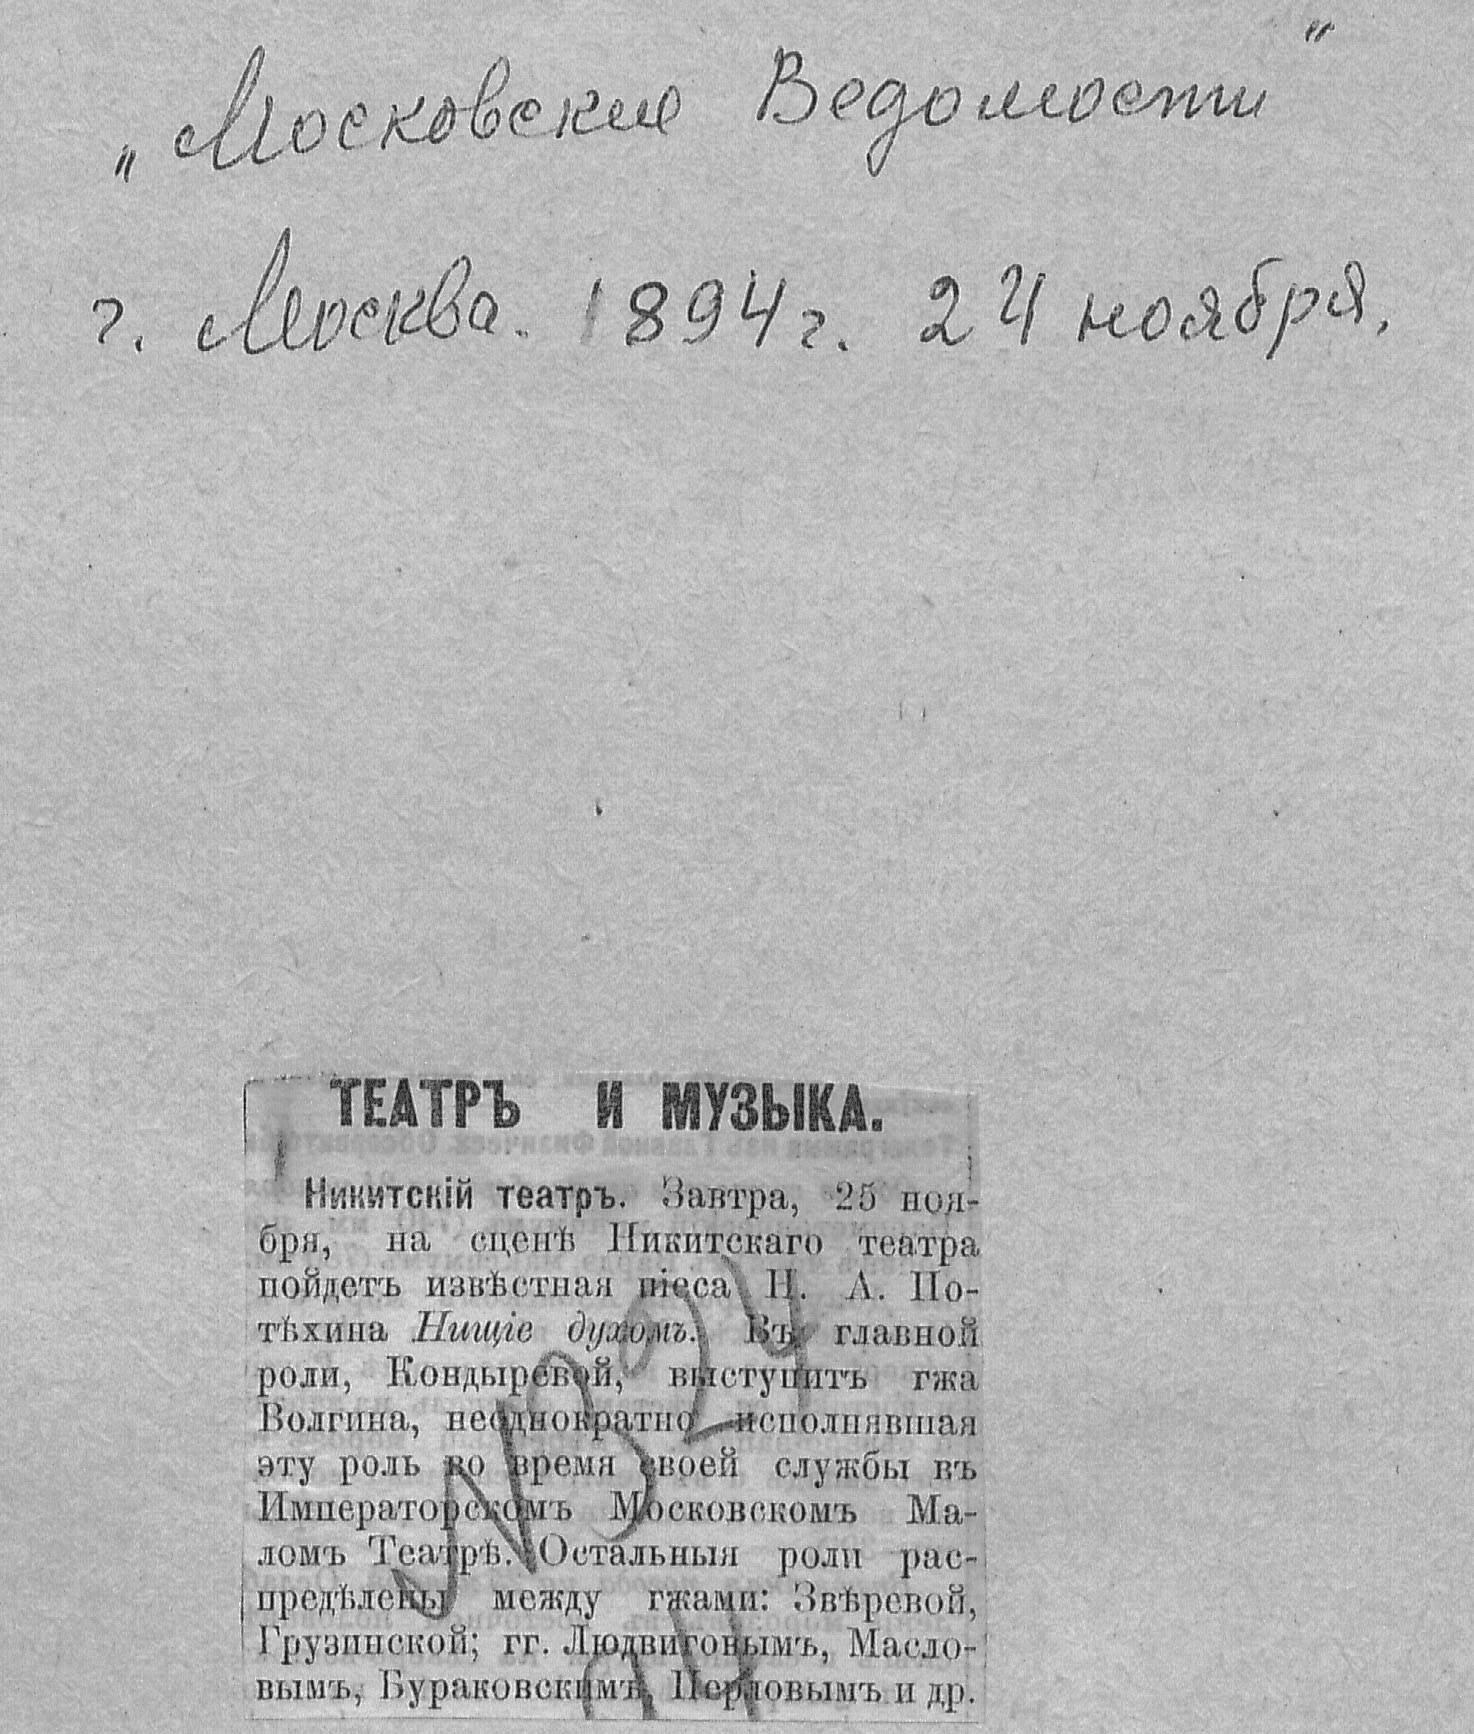 „Московские Ведомости"
г. Москва. 1894 г. 24 ноября.
ТЕАТРЪ И МУЗЫКА.
Никитскій театръ. Завтра, 25 ноя-
бря, на сценѣ Никитскаго театра
пойдетъ извѣстная піеса Н. А. По-
тѣхина Нищіе духомъ. Въ главной
роли, Кондыревой, выступитъ гжа
Волгина, неоднократно исполнявшая
эту роль во время своей службы въ
Императорскомъ Московскомъ Ма-
ломъ Театрѣ. Остальныя роли рас-
предѣлены между гжами: Звѣревой,
Грузинской; гг. Людвиговымъ, Масло-
вымъ, Бураковскимъ, Перловымъ и др.
N 324
94